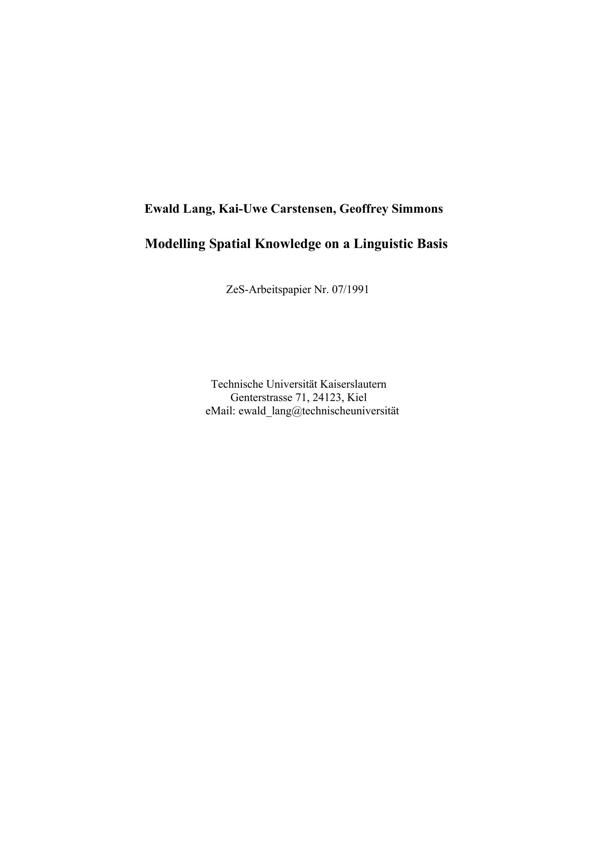 Ewald Lang, Kai-Uwe Carstensen, Geoffrey Simmons
Modelling Spatial Knowledge on a Linguistic Basis
ZeS-Arbeitspapier Nr. 07/1991
Technische Universität Kaiserslautern
Genterstrasse 71, 24123, Kiel
eMail: ewald_lang@technischeuniversität